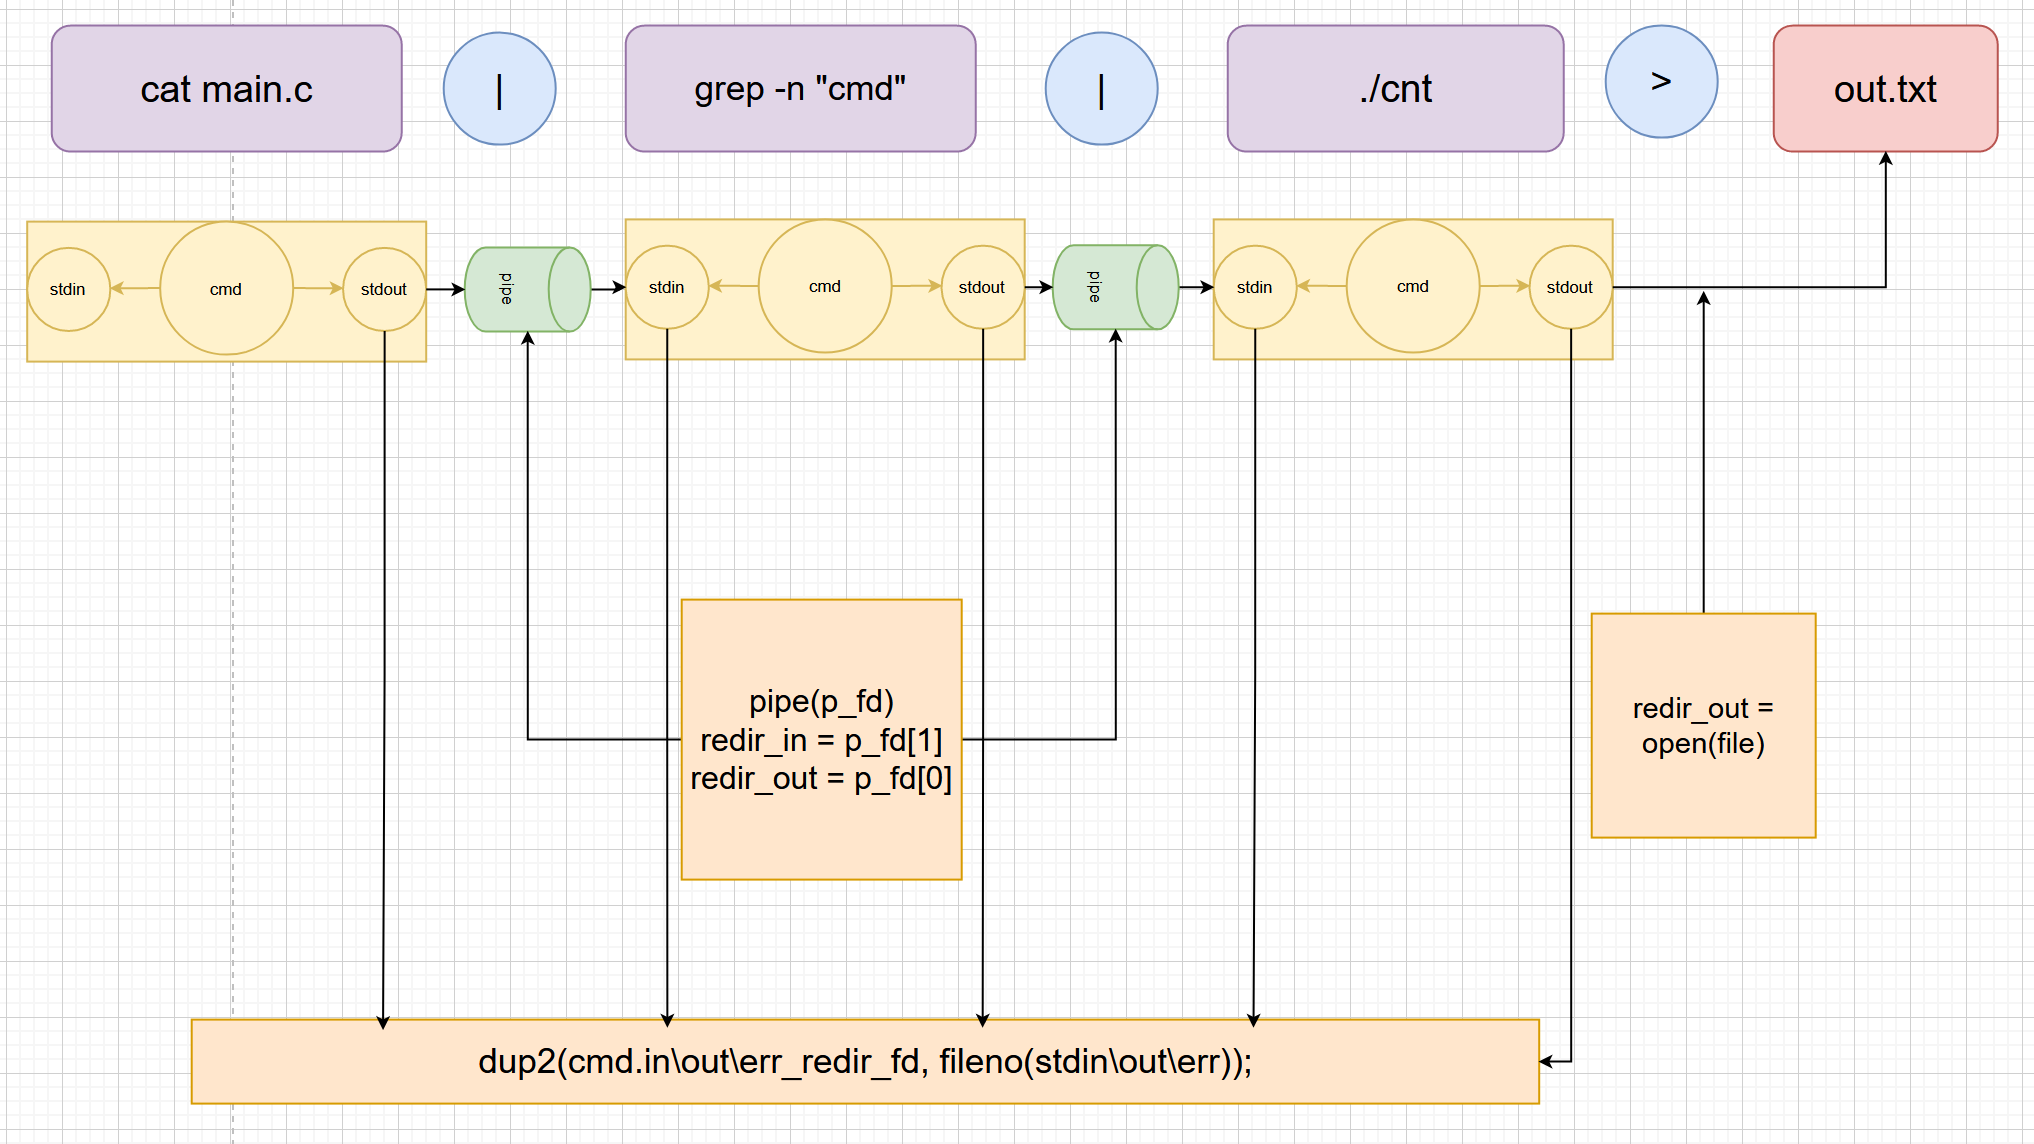 cat main.c
|
grep -n "cmd"
|
./cnt
>
out.txt
stdin
cmd
stdout
pipe
stdin
cmd
stdout
pipe
stdin
cmd
stdout
pipe(p_fd)
redir_in = p_fd[1]
redir_out = p_fd[0]
redir_out =
open(file)
dup2(cmd.in\out\err_redir_fd, fileno(stdin\out\err));